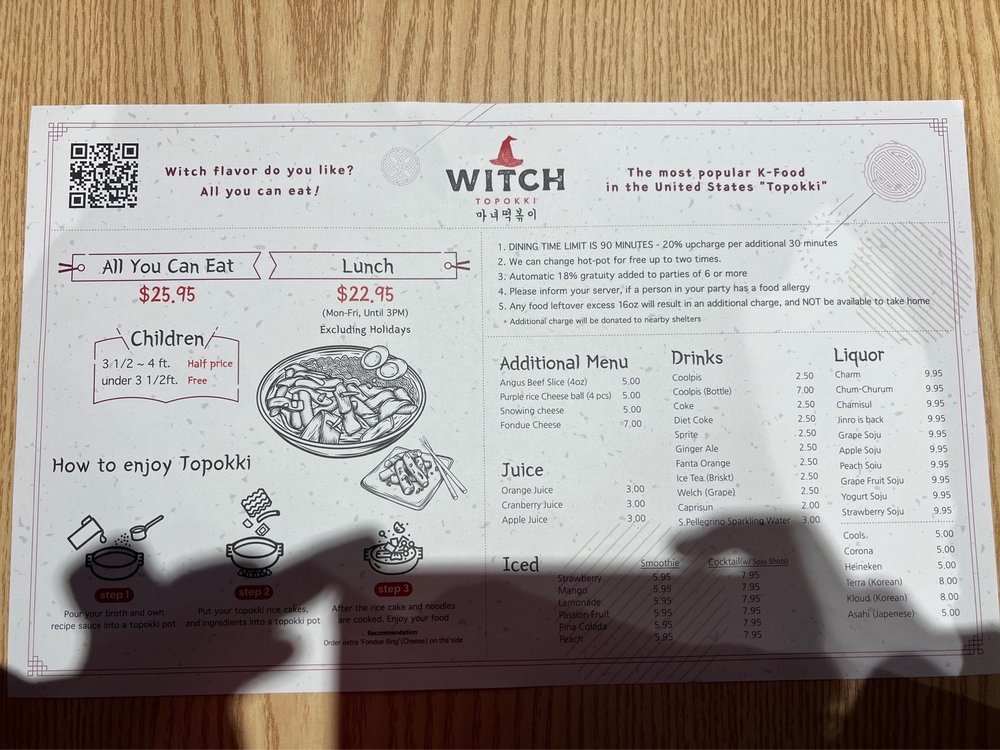 Witch flavor do you like?
All you can eat!
WITCH
TOPOKKI
마녀떡볶이
The most popular K-Food
in the United States "Topokki"
All You Can Eat
$25.95
Lunch
$22.95
(Mon-Fri, Until 3PM)
Excluding Holidays
Children
3 1/2 ~ 4 ft. Half price
under 3 1/2ft. Free
How to enjoy Topokki
step 1
Pour your broth and own
recipe sauce into a topokki pot
step 2
Put your topokki rice cakes,
and ingredients into a topokki pot
step 3
After the rice cake and noodles
are cooked. Enjoy your food
Recommendation
Order extra 'Fondue Ring'(Cheese) on the side
1. DINING TIME LIMIT IS 90 MINUTES - 20% upcharge per additional 30 minutes
2. We can change hot-pot for free up to two times.
3. Automatic 18% gratuity added to parties of 6 or more
4. Please inform your server, if a person in your party has a food allergy
5. Any food leftover excess 16oz will result in an additional charge, and NOT be available to take home
* Additional charge will be donated to nearby shelters
Additional Menu
Angus Beef Slice (4oz) 5.00
Purple rice Cheese ball (4 pcs) 5.00
Snowing cheese 5.00
Fondue Cheese 7.00
Juice
Orange Juice 3.00
Cranberry Juice 3.00
Apple Juice 3.00
Drinks
Coolpis 2.50
Coolpis (Bottle) 7.00
Coke 2.50
Diet Coke 2.50
Sprite 2.50
Ginger Ale 2.50
Fanta Orange 2.50
Ice Tea (Briskt) 2.50
Welch (Grape) 2.50
Caprisun 2.00
S.Pellegrino Sparkling Water 3.00
Liquor
Charm 9.95
Chum-Churum 9.95
Chamisul 9.95
Jinro is back 9.95
Grape Soju 9.95
Apple Soju 9.95
Peach Soju 9.95
Grape Fruit Soju 9.95
Yogurt Soju 9.95
Strawberry Soju 9.95
Cools 5.00
Corona 5.00
Heineken 5.00
Terra (Korean) 8.00
Kloud (Korean) 8.00
Asahi (Japenese) 5.00
Iced
Smoothie Cocktail(w/ Soju Shots)
Strawberry 5.95 7.95
Mango 5.95 7.95
Lemonade 5.95 7.95
Passion Fruit 5.95 7.95
Pina Colada 5.95 7.95
Peach 5.95 7.95